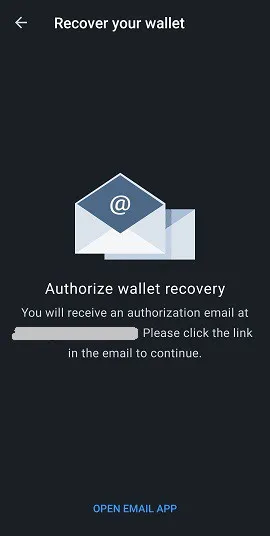 Recover your wallet
@
Authorize wallet recovery
You will receive an authorization email at
Please click the link
in the email to continue.
OPEN EMAIL APP